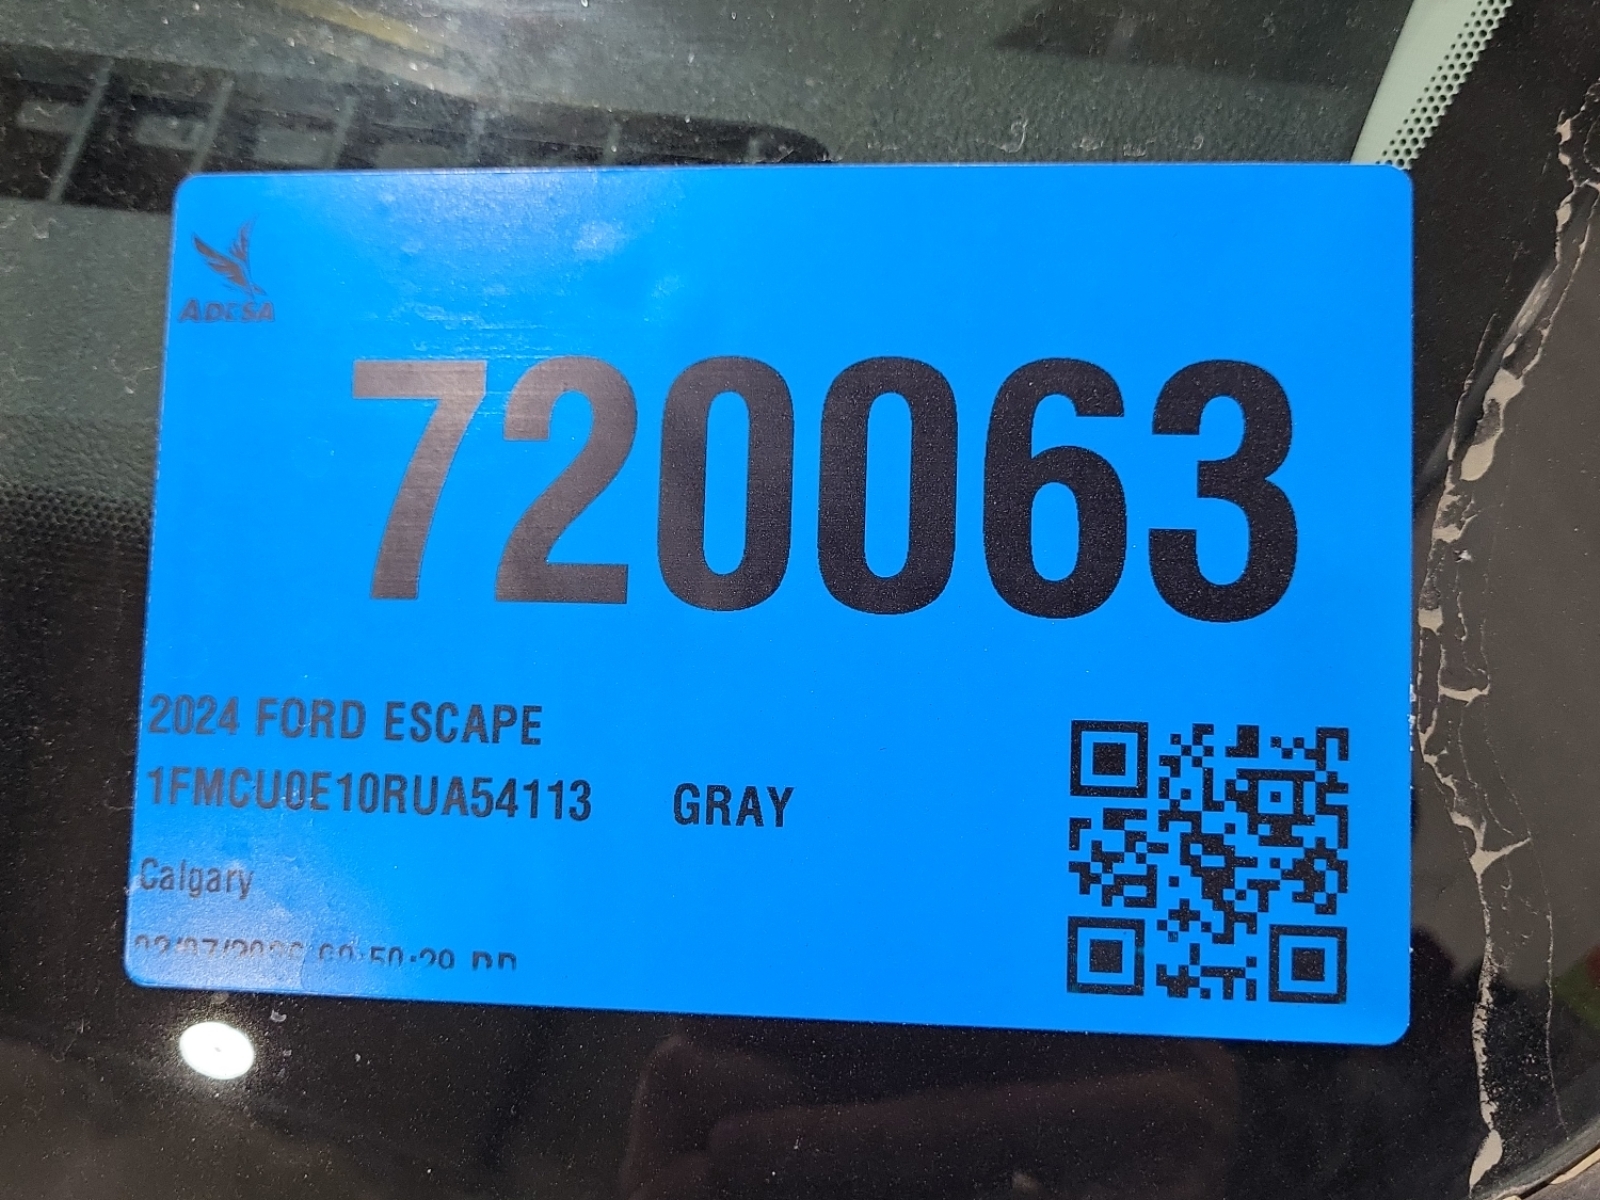 ADESA
720063
2024 FORD ESCAPE
1FMCU0E10RUA54113 GRAY
Calgary